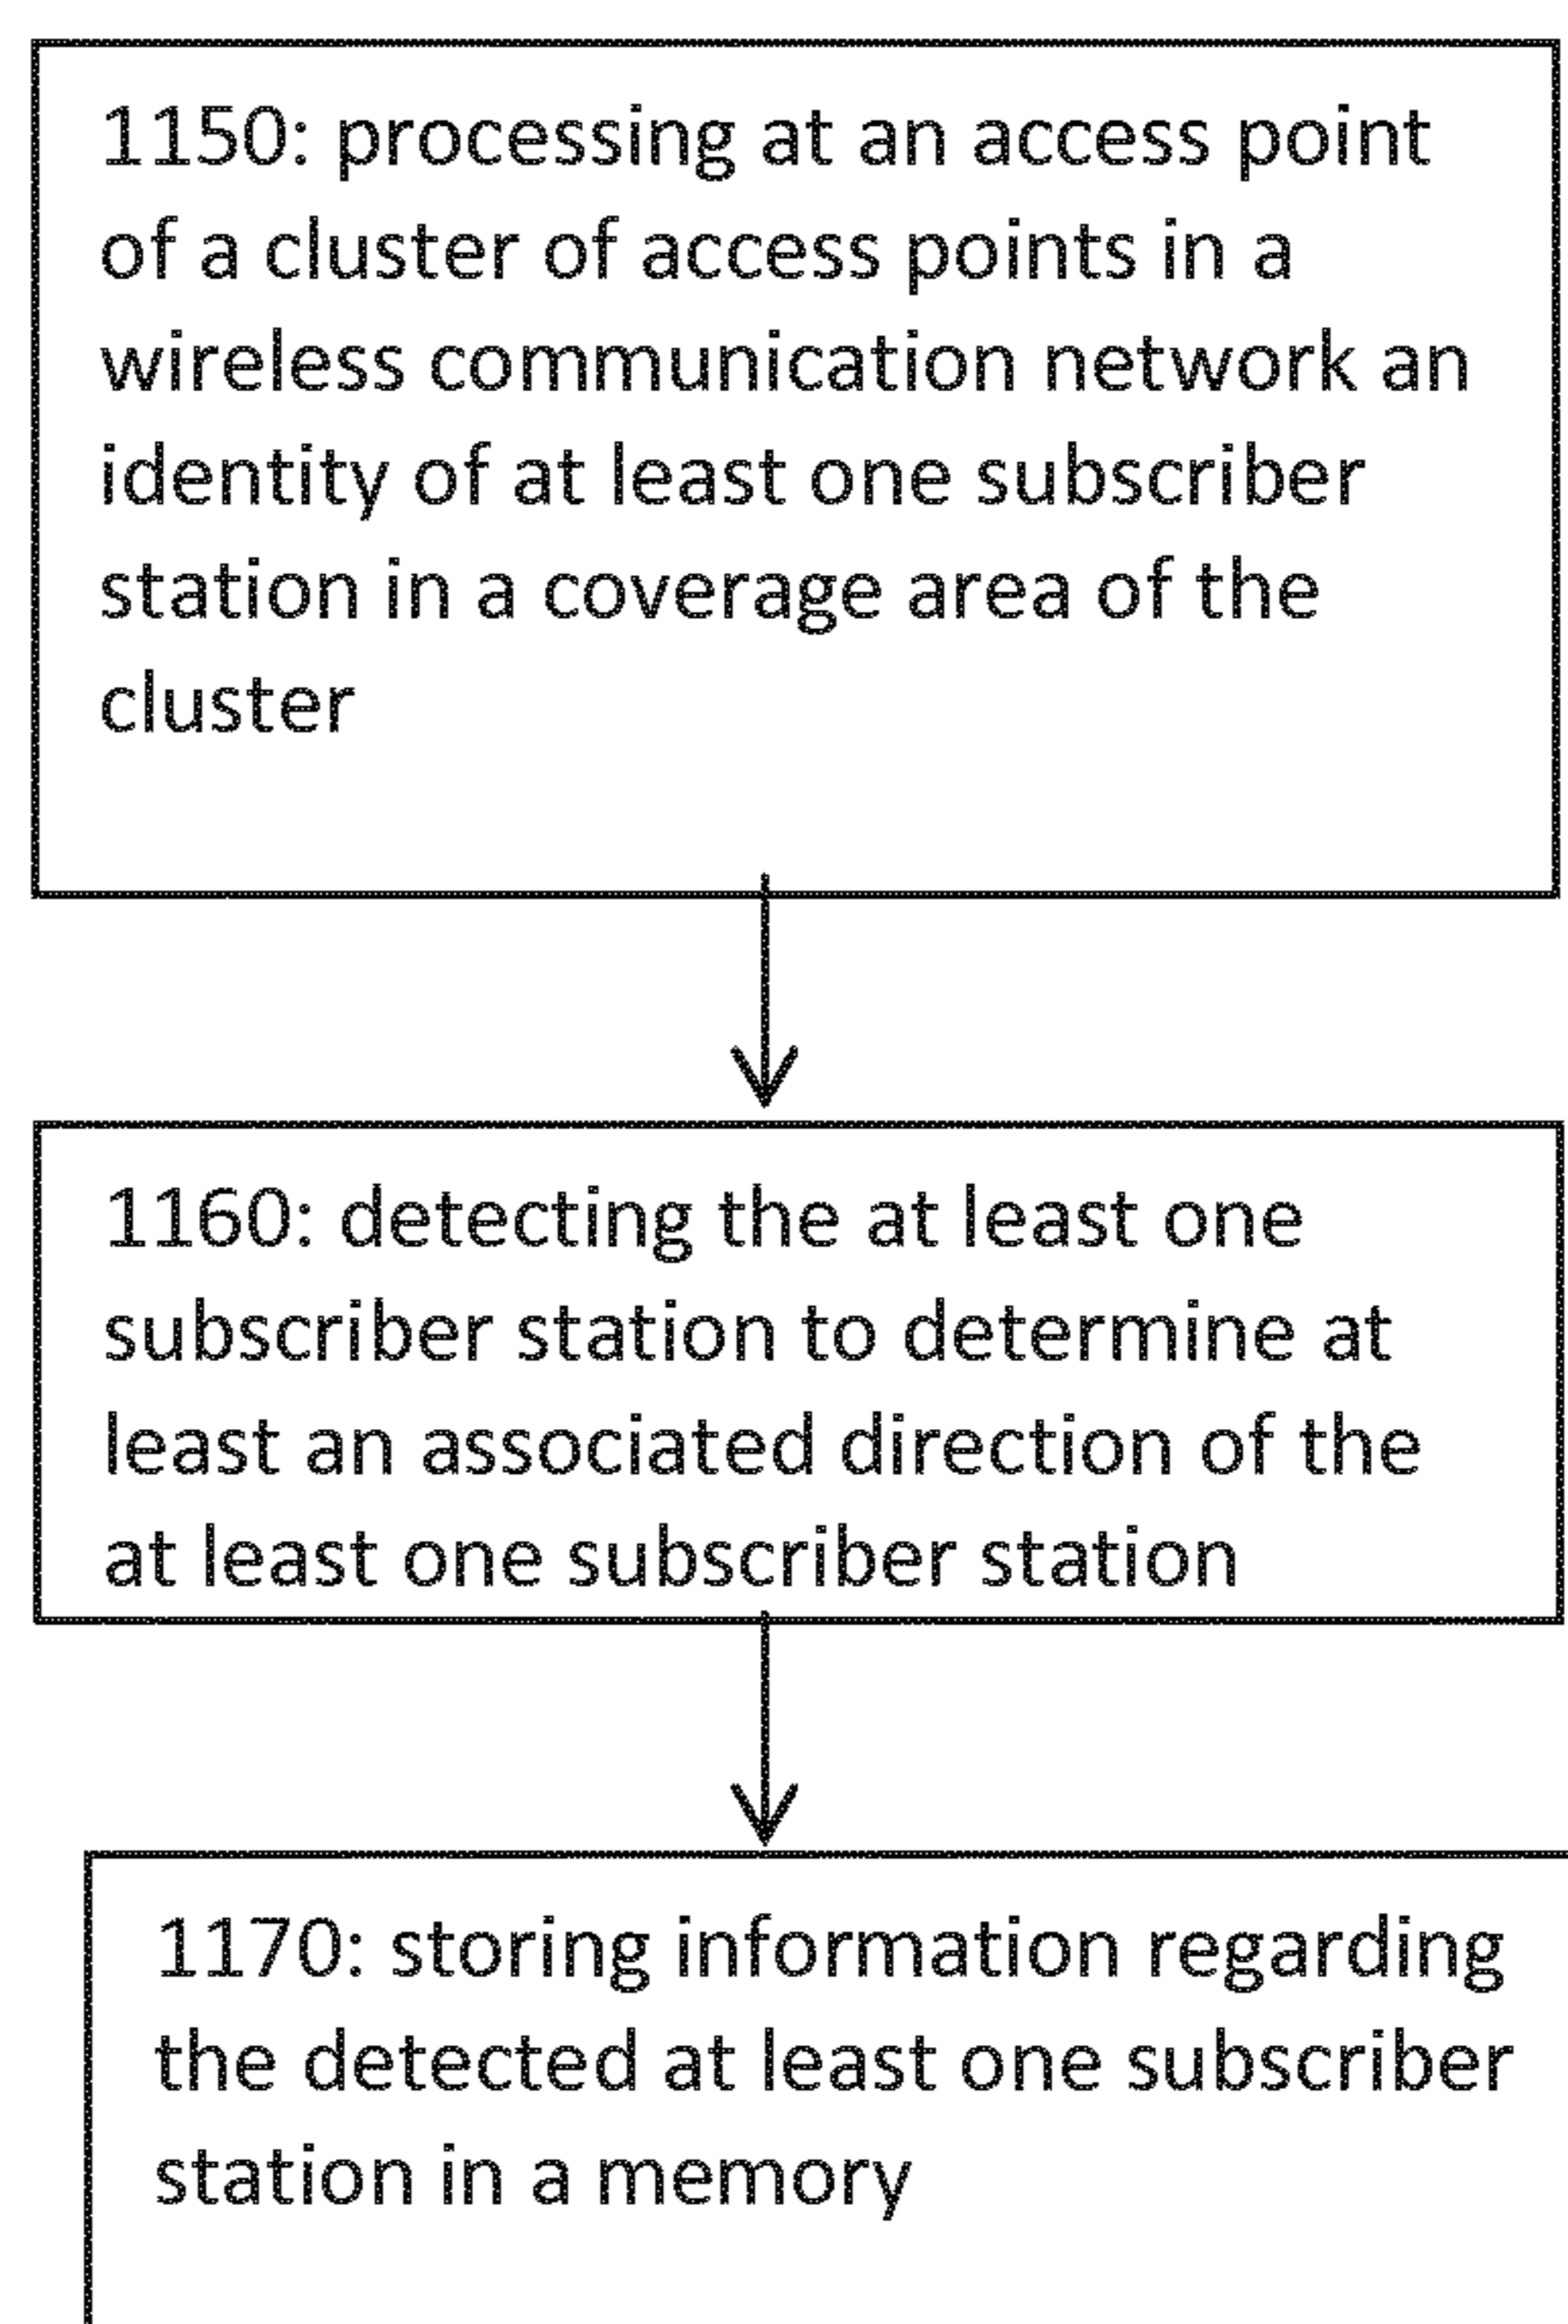 1150: processing at an access point
of a cluster of access points in a
wireless communication network an
identity of at least one subscriber
station in a coverage area of the
cluster
1160: detecting the at least one
subscriber station to determine at
least an associated direction of the
at least one subscriber station
1170: storing information regarding
the detected at least one subscriber
station in a memory